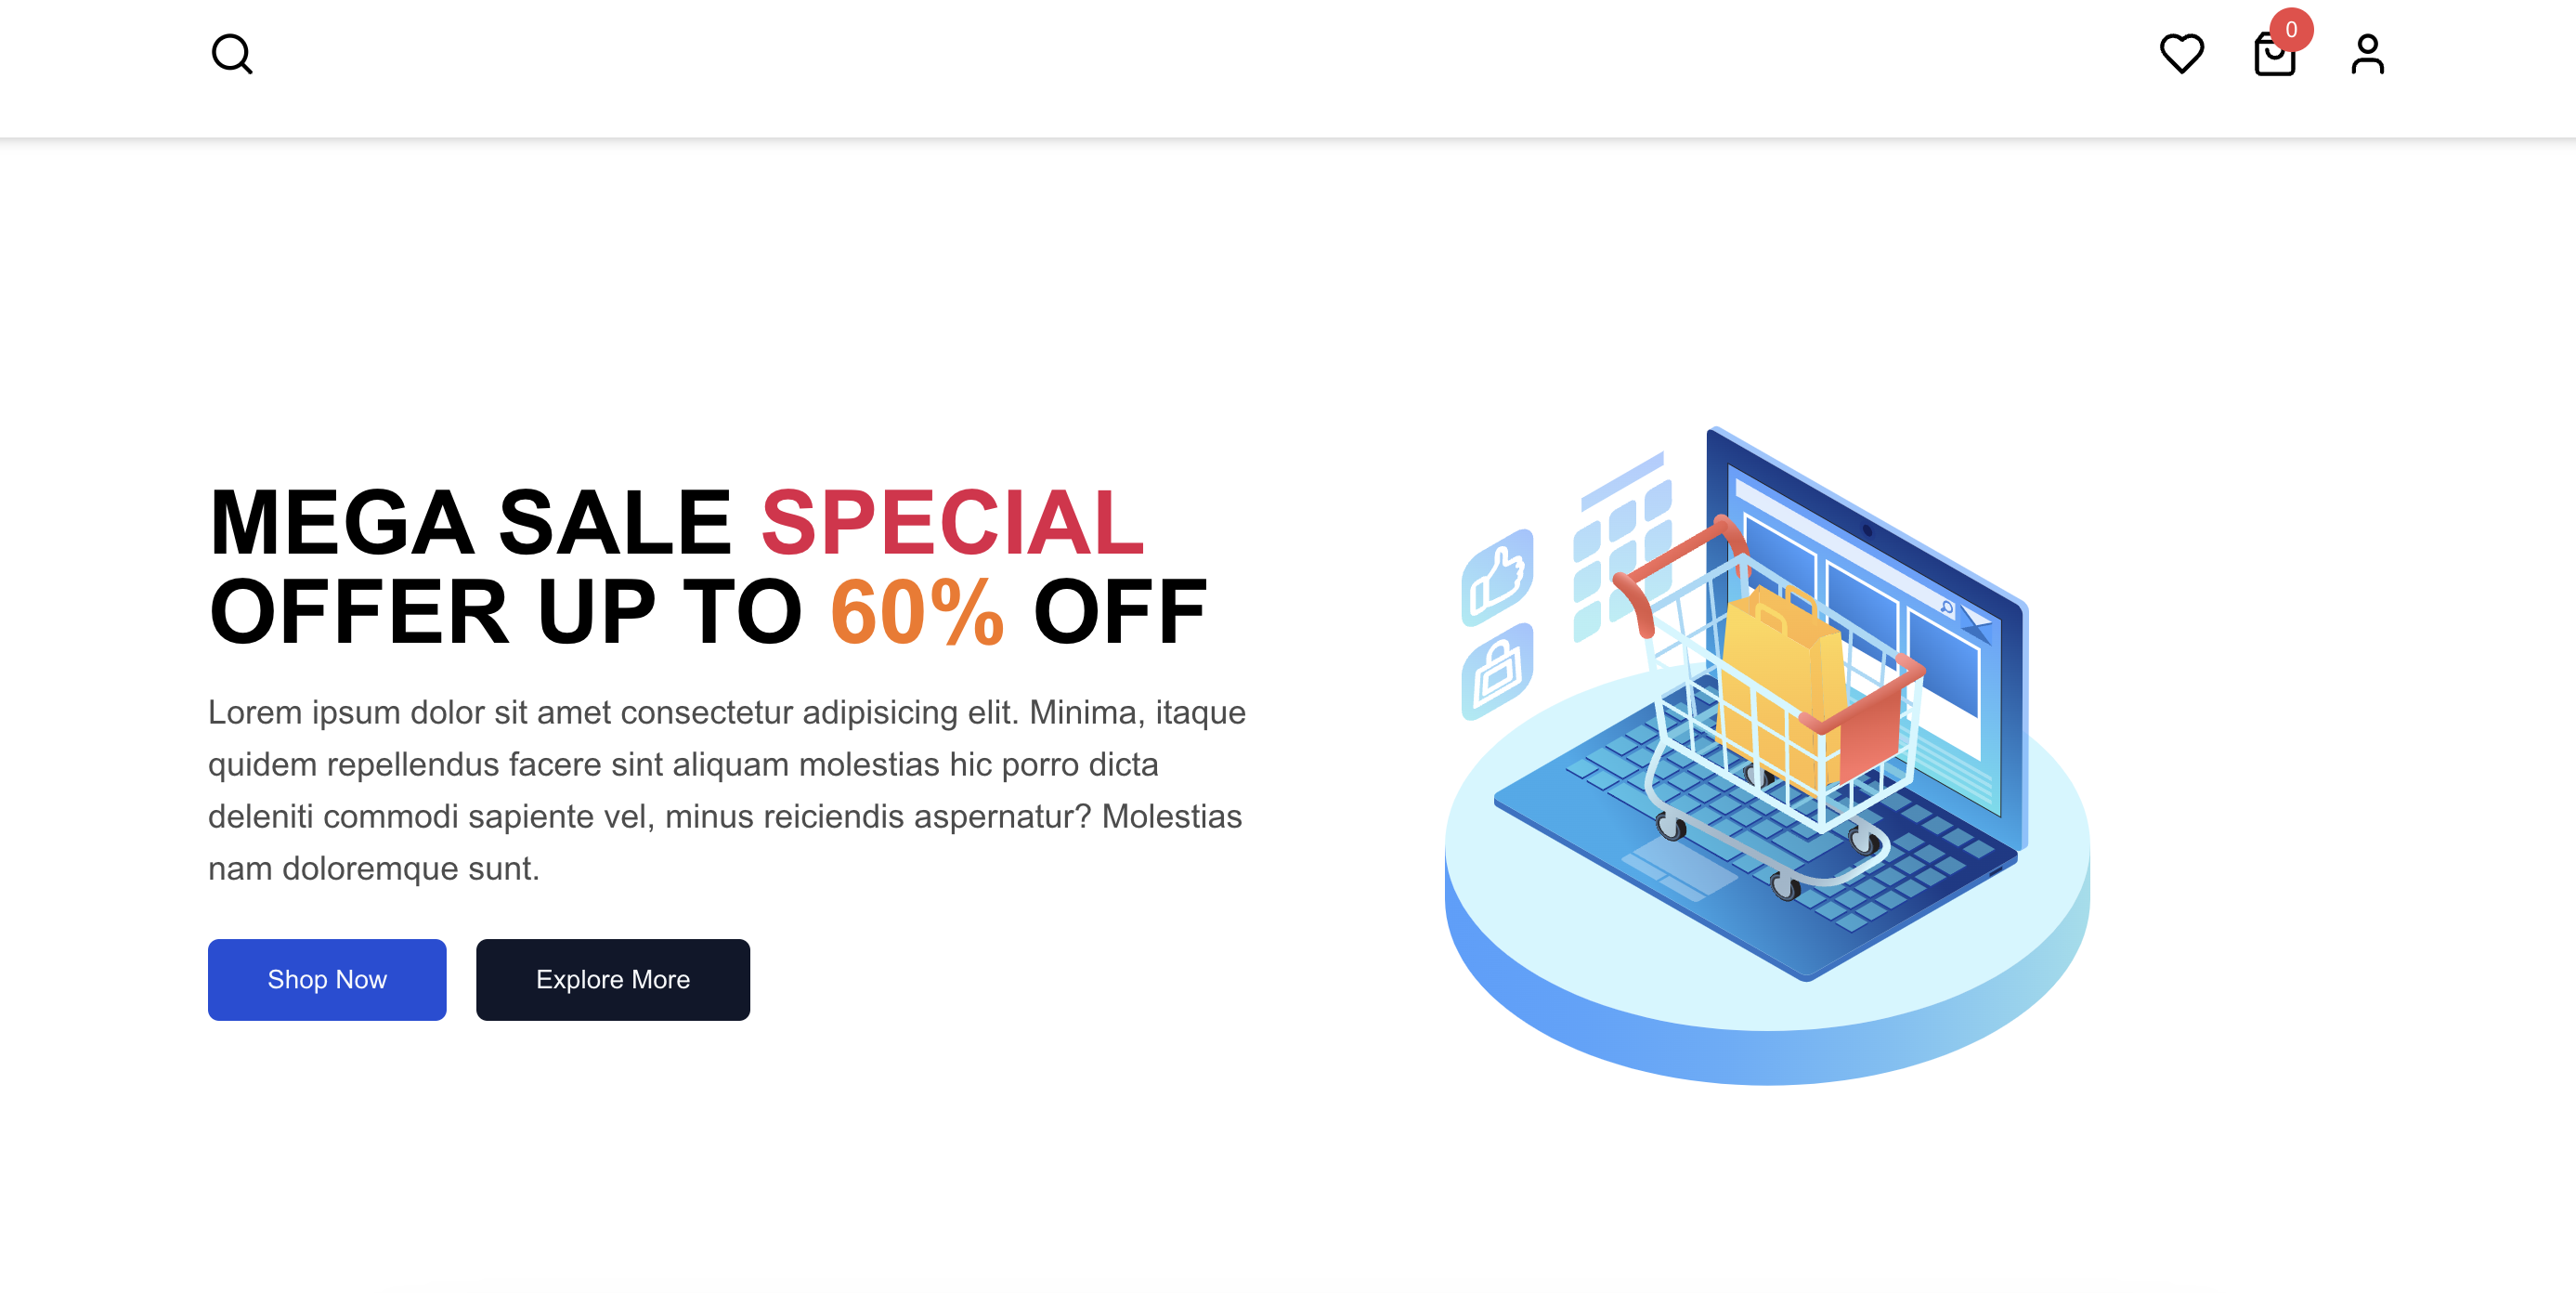 0
MEGA SALE SPECIAL
OFFER UP TO 60% OFF
Lorem ipsum dolor sit amet consectetur adipisicing elit. Minima, itaque
quidem repellendus facere sint aliquam molestias hic porro dicta
deleniti commodi sapiente vel, minus reiciendis aspernatur? Molestias
nam doloremque sunt.
Shop Now
Explore More